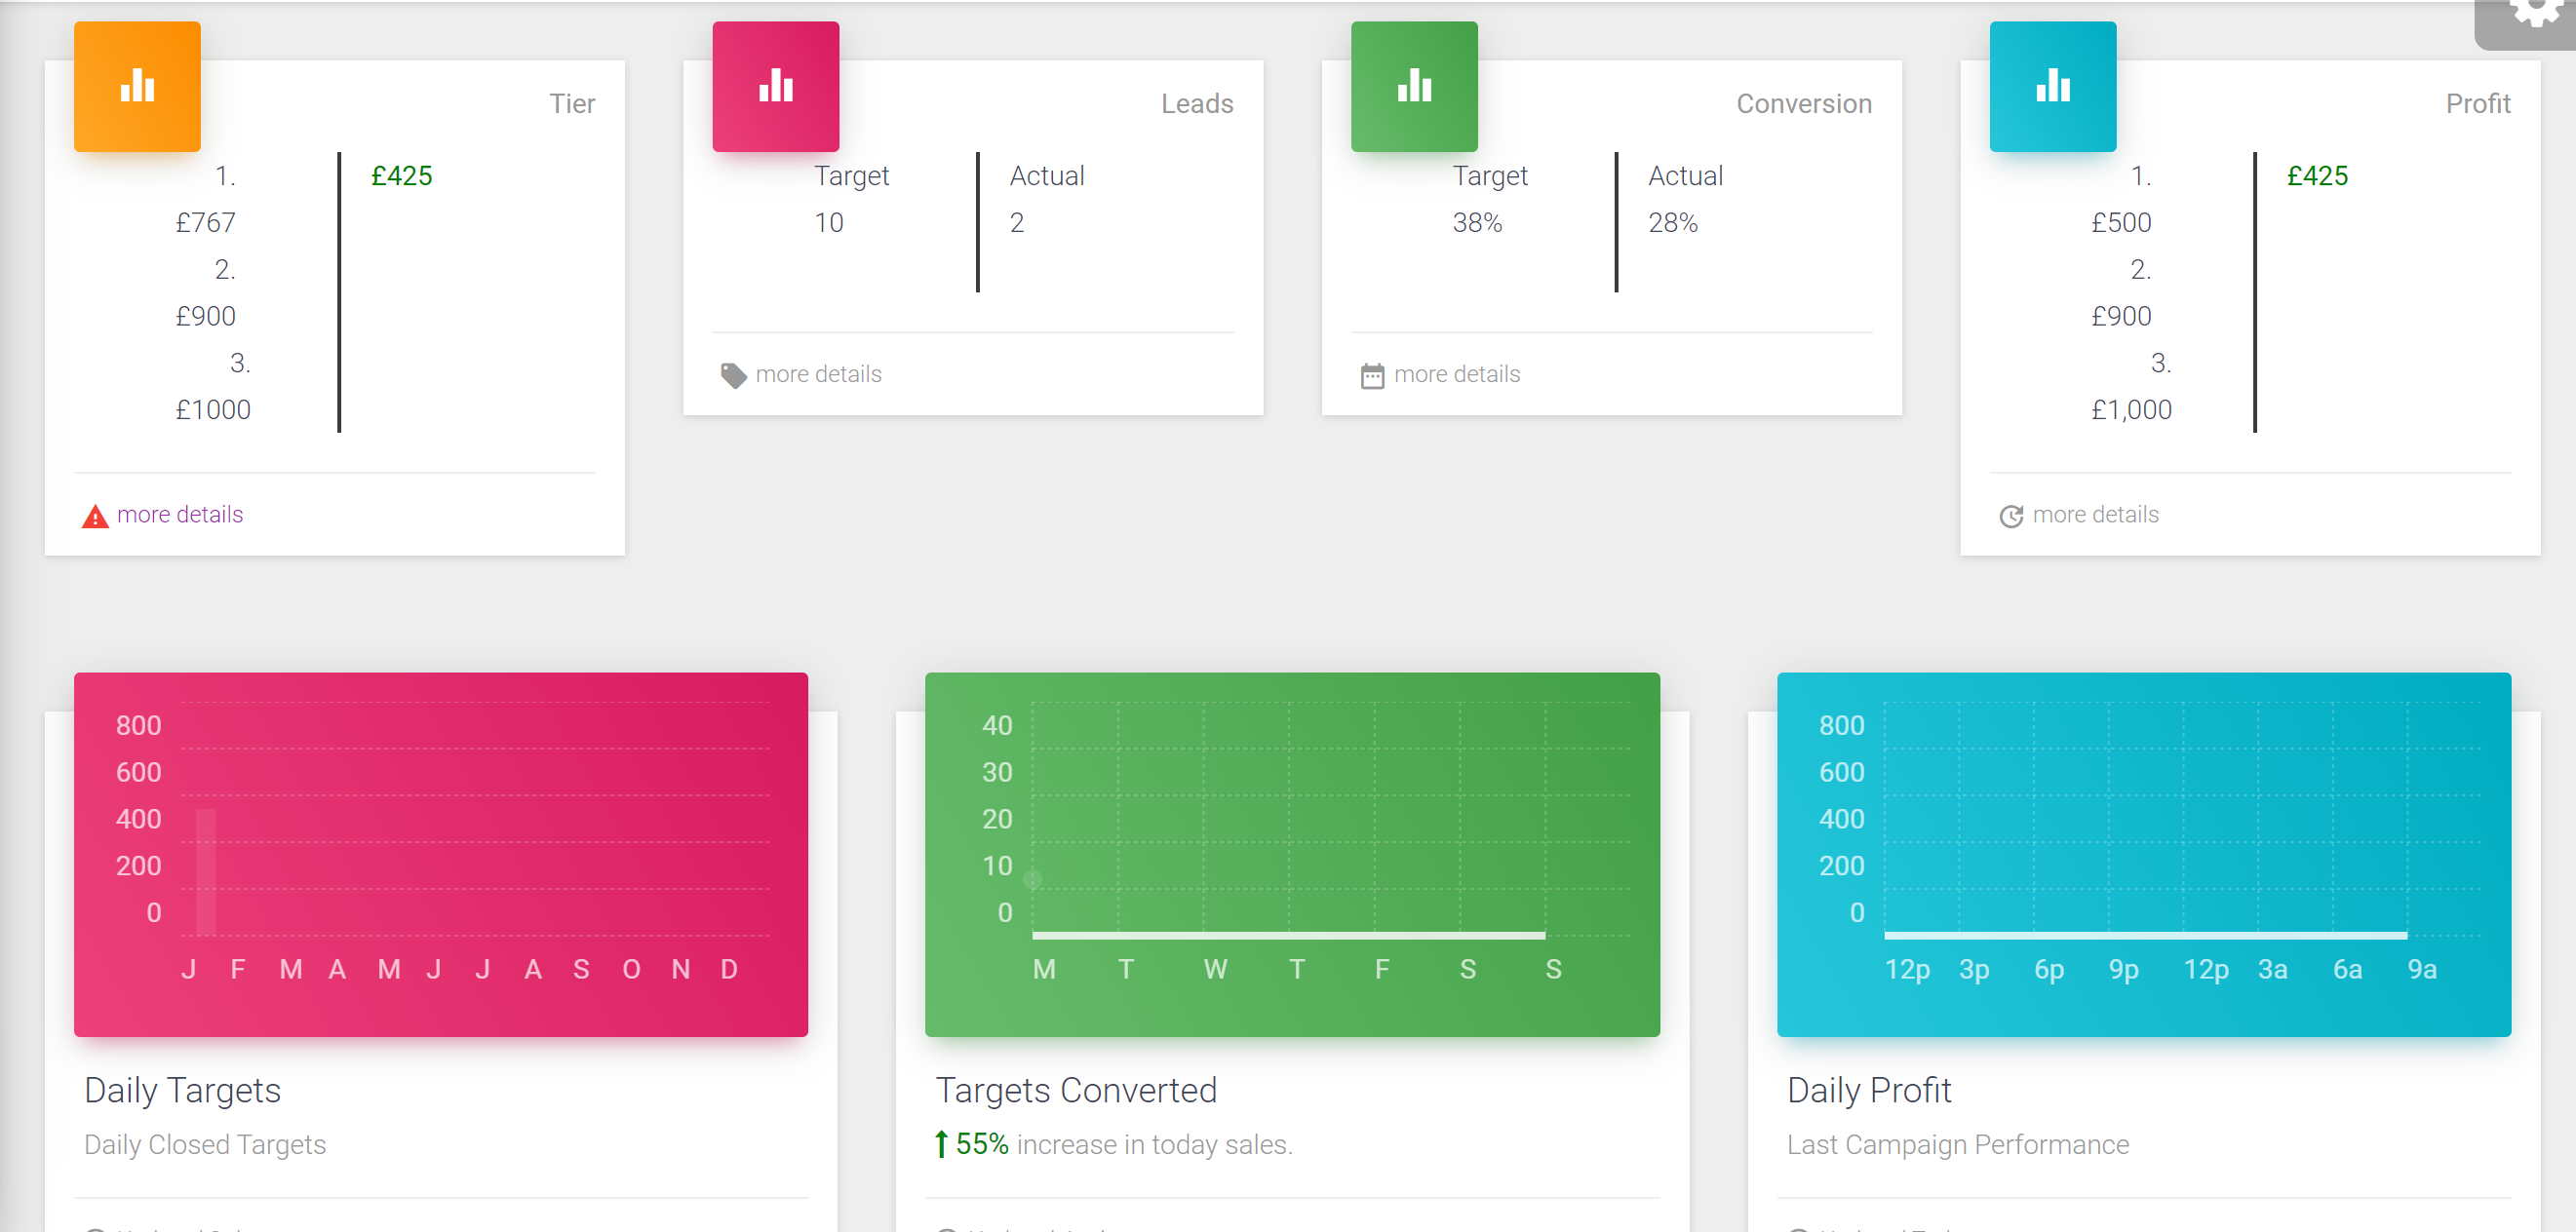 Tier
1.
£767
2.
£900
3.
£1000
£425
more details
Leads
Target
10
Actual
2
more details
Conversion
Target
38%
Actual
28%
more details
Profit
1.
£500
2.
£900
3.
£1,000
£425
more details
800
600
400
200
0
J F M A M J J A S O N D
Daily Targets
Daily Closed Targets
40
30
20
10
0
M T W T F S S
Targets Converted
55% increase in today sales.
800
600
400
200
0
12p 3p 6p 9p 12p 3a 6a 9a
Daily Profit
Last Campaign Performance